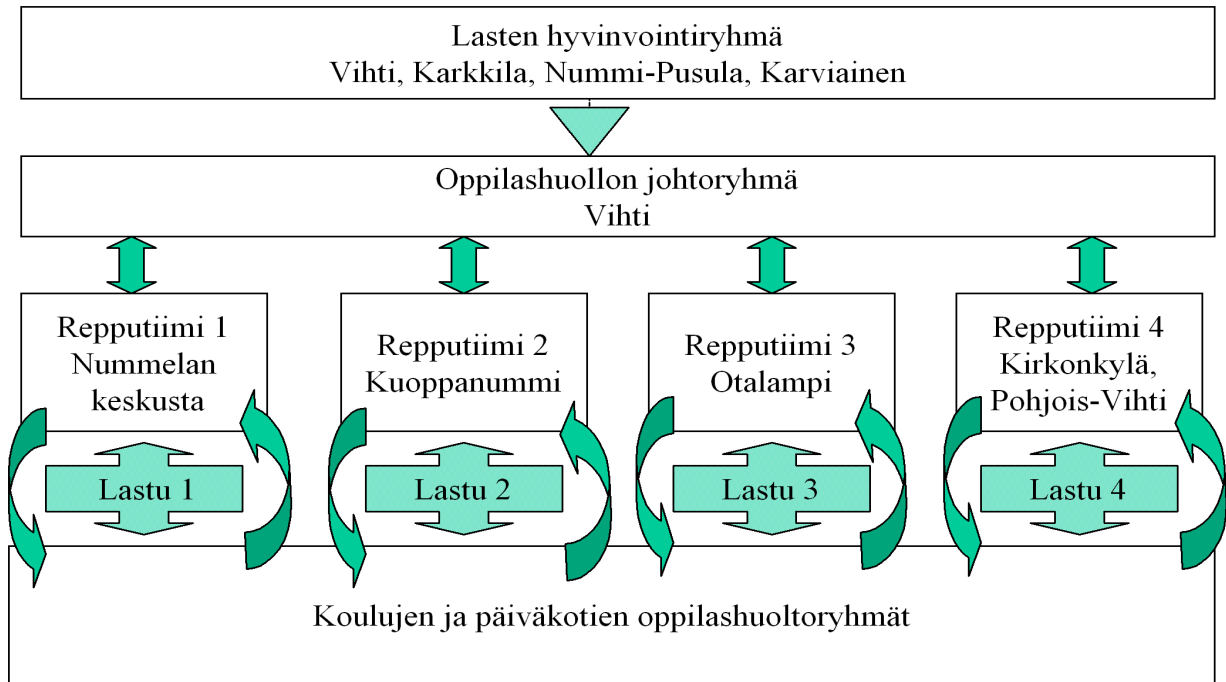 Lasten hyvinvointiryhmä
Vihti, Karkkila, Nummi-Pusula, Karviainen
Oppilashuollon johtoryhmä
Vihti
Repputiimi 1
Nummelan
keskusta
Repputiimi 2
Kuoppanummi
Repputiimi 3
Otalampi
Repputiimi 4
Kirkonkylä,
Pohjois-Vihti
Lastu 1
Lastu 2
Lastu 3
Lastu 4
Koulujen ja päiväkotien oppilashuoltoryhmät